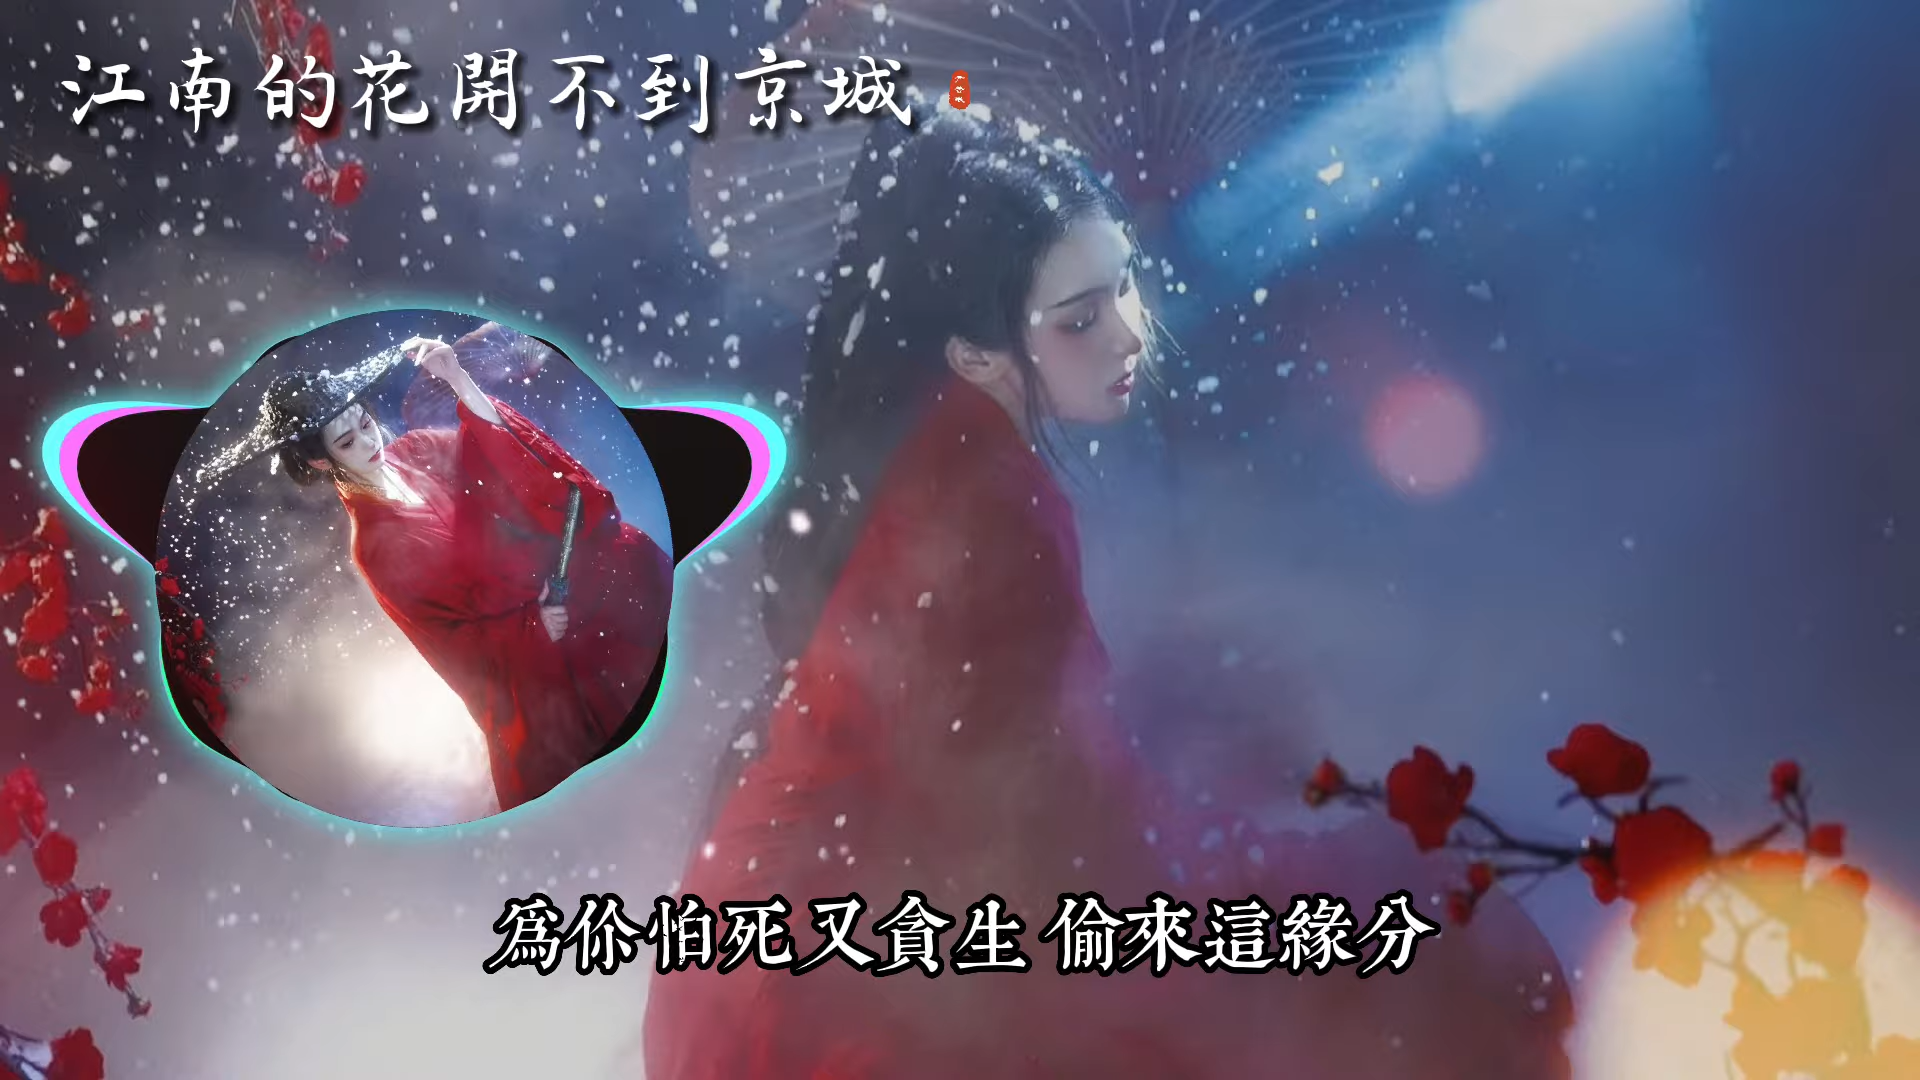 江南的花開不到京城
為你怕死又貪生 偷來這緣分